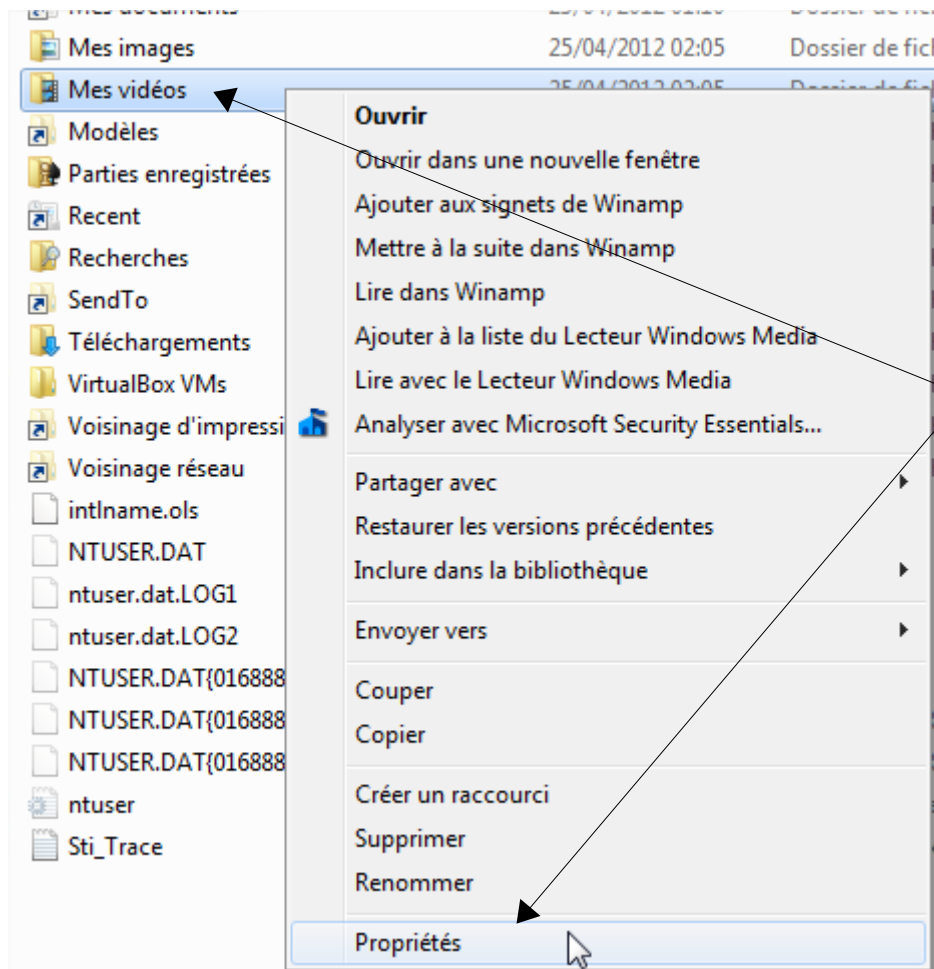 Mes images 25/04/2012 02:05 Dossier de fic
Mes vidéos
Modèles
Parties enregistrées
Recent
Recherches
SendTo
Téléchargements
VirtualBox VMs
Voisinage d'impressi
Voisinage réseau
intlname.ols
NTUSER.DAT
ntuser.dat.LOG1
ntuser.dat.LOG2
NTUSER.DAT{016888
NTUSER.DAT{016888
NTUSER.DAT{016888
ntuser
Sti_Trace
Ouvrir
Ouvrir dans une nouvelle fenêtre
Ajouter aux signets de Winamp
Mettre à la suite dans Winamp
Lire dans Winamp
Ajouter à la liste du Lecteur Windows Media
Lire avec le Lecteur Windows Media
Analyser avec Microsoft Security Essentials...
Partager avec
Restaurer les versions précédentes
Inclure dans la bibliothèque
Envoyer vers
Couper
Copier
Créer un raccourci
Supprimer
Renommer
Propriétés